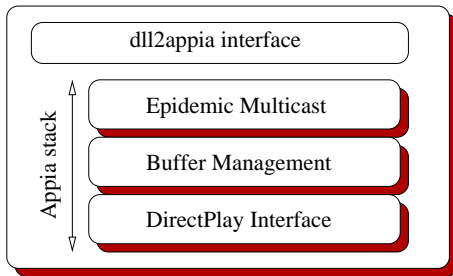 dll2appia interface
Appia stack
Epidemic Multicast
Buffer Management
DirectPlay Interface